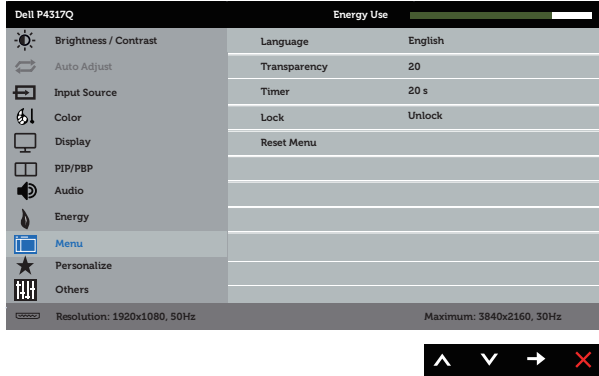 Dell P4317Q Energy Use
Brightness / Contrast Language English
Auto Adjust Transparency 20
Input Source Timer 20 s
Color Lock Unlock
Display Reset Menu
PIP/PBP
Audio
Energy
Menu
Personalize
Others
Resolution: 1920x1080, 50Hz Maximum: 3840x2160, 30Hz